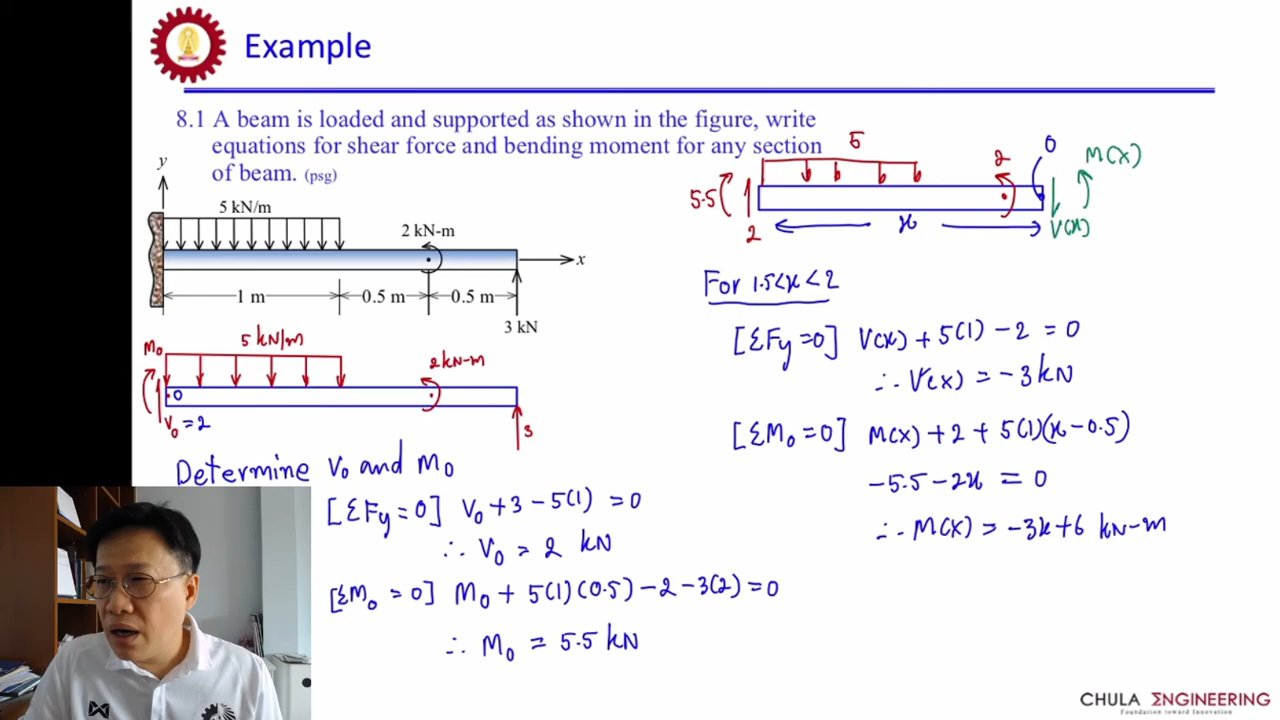 Example
8.1 A beam is loaded and supported as shown in the figure, write
equations for shear force and bending moment for any section
of beam. (psg)
y
5 kN/m
2 kN-m
x
1 m
0.5 m
0.5 m
3 kN
M₀
5 kN/m
2 kN-m
O
V₀ = 2
3
Determine V₀ and M₀
[ΣFy = 0] V₀ + 3 - 5(1) = 0
∴ V₀ = 2 kN
[ΣM₀ = 0] M₀ + 5(1)(0.5) - 2 - 3(2) = 0
∴ M₀ = 5.5 kN
5
2
O
M(x)
5.5
2
x
V(x)
For 1.5<x<2
[ΣFy = 0] V(x) + 5(1) - 2 = 0
∴ V(x) = -3 kN
[ΣM₀ = 0] M(x) + 2 + 5(1)(x - 0.5)
- 5.5 - 2x = 0
∴ M(x) = -3x + 6 kN-m
CHULA ΣNGINEERING
Foundation toward Innovation